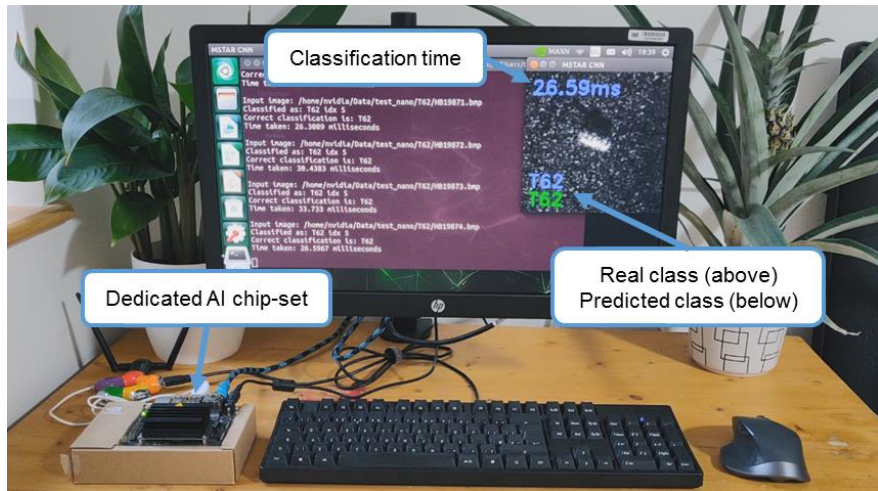 MSTAR CNN
MAXN
19:39
Classification time
MSTAR CNN
Time
Input image: /home/nvidia/Data/test_nano/T62/HB19871.bmp
Classified as: T62 idx 5
Correct classification is: T62
Time taken: 26.3089 milliseconds
Input image: /home/nvidia/Data/test_nano/T62/HB19872.bmp
Classified as: T62 idx 5
Correct classification is: T62
Time taken: 30.4303 milliseconds
Input image: /home/nvidia/Data/test_nano/T62/HB19873.bmp
Classified as: T62 idx 5
Correct classification is: T62
Time taken: 33.733 milliseconds
Input image: /home/nvidia/Data/test_nano/T62/HB19874.bmp
Classified as: T62 idx 5
Correct classification is: T62
Time taken: 26.5967 milliseconds
26.59ms
T62
T62
Real class (above)
Predicted class (below)
Dedicated AI chip-set
hp